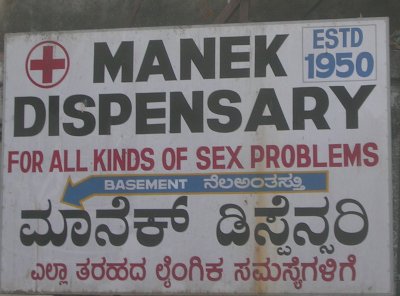 MANEK
ESTD
1950
DISPENSARY
FOR ALL KINDS OF SEX PROBLEMS
BASEMENT ನೆಲಅಂತಸ್ತು
ಮಾನೆಕ್ ಡಿಸ್ಪೆನ್ಸರಿ
ಎಲ್ಲಾ ತರಹದ ಲೈಂಗಿಕ ಸಮಸ್ಯೆಗಳಿಗೆ